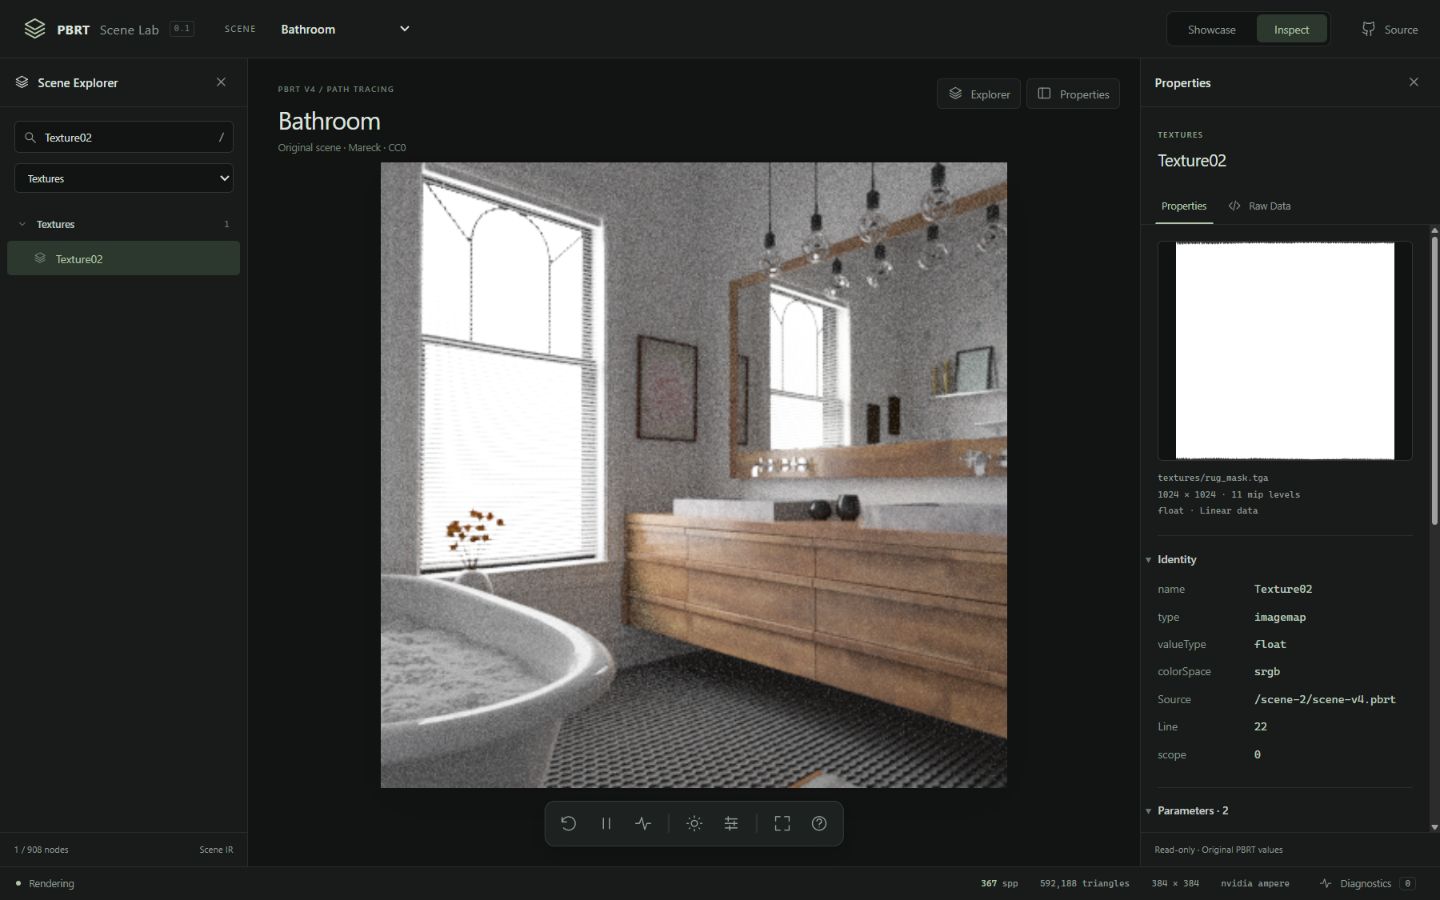 PBRT Scene Lab 0.1 SCENE Bathroom Showcase Inspect Source
Scene Explorer
Texture02 /
Textures
Textures 1
Texture02
1 / 908 nodes Scene IR
PBRT V4 / PATH TRACING
Bathroom
Original scene · Mareck · CC0
Explorer Properties
Properties
TEXTURES
Texture02
Properties Raw Data
textures/rug_mask.tga
1024 × 1024 · 11 mip levels
float · Linear data
Identity
name Texture02
type imagemap
valueType float
colorSpace srgb
Source /scene-2/scene-v4.pbrt
Line 22
scope 0
Parameters · 2
Read-only · Original PBRT values
Rendering 367 spp 592,188 triangles 384 × 384 nvidia ampere Diagnostics 0